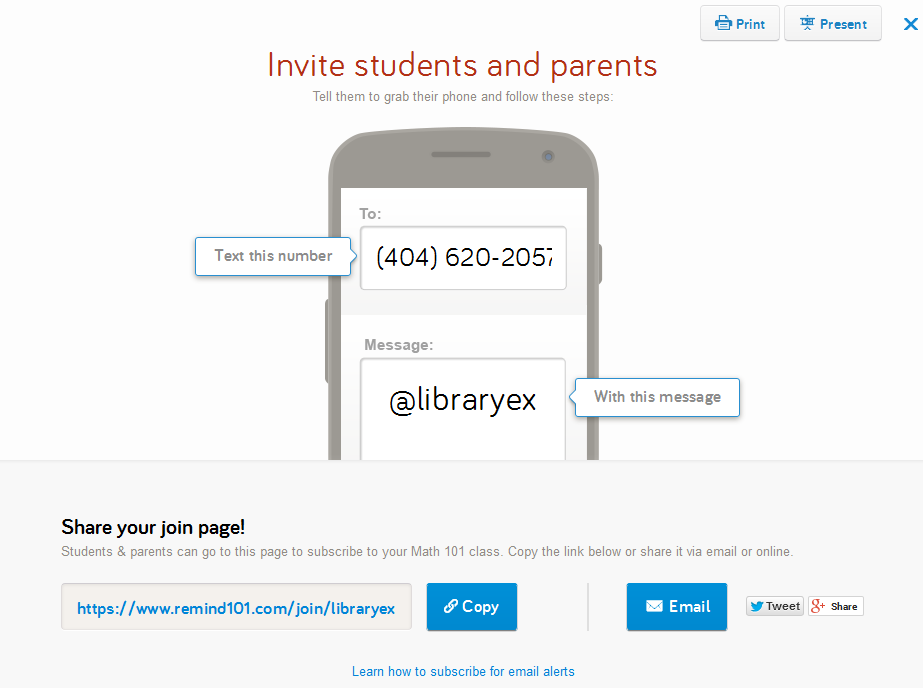 Print
Present
Invite students and parents
Tell them to grab their phone and follow these steps:
To:
Text this number
(404) 620-2057
Message:
@libraryex
With this message
Share your join page!
Students & parents can go to this page to subscribe to your Math 101 class. Copy the link below or share it via email or online.
https://www.remind101.com/join/libraryex
Copy
Email
Tweet
Share
Learn how to subscribe for email alerts